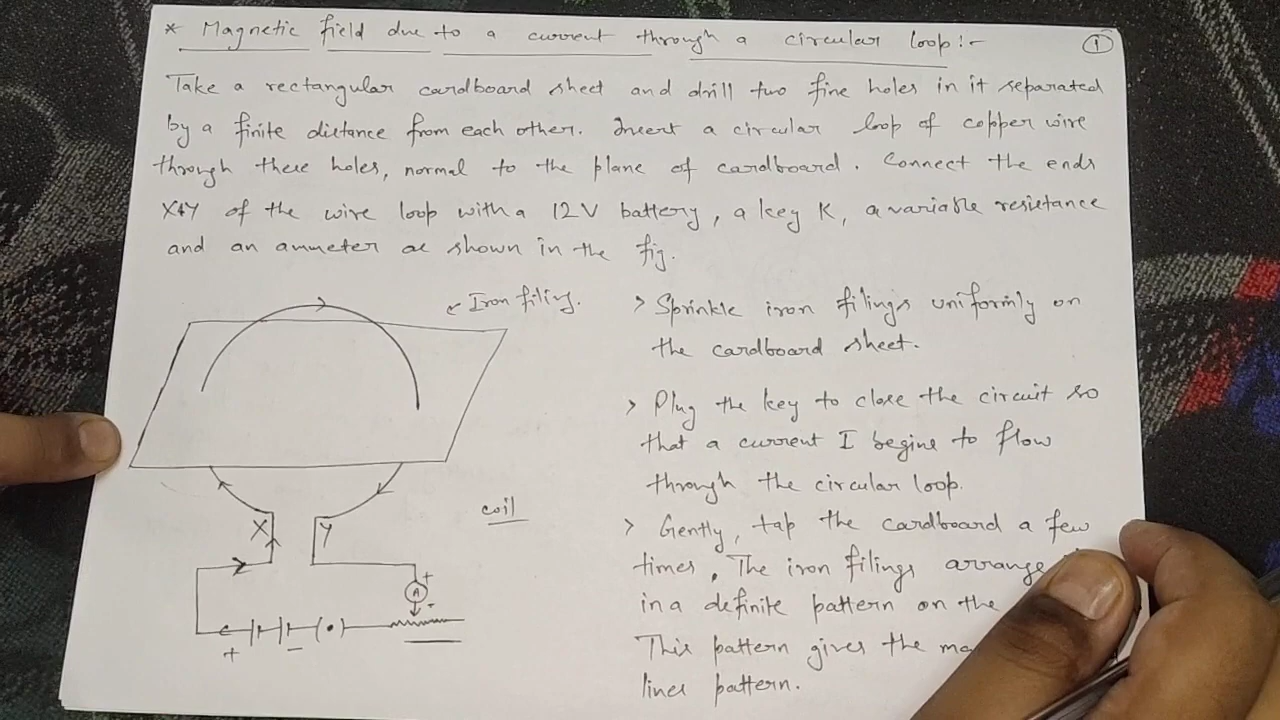 * Magnetic field due to a current through a circular loop:-
①
Take a rectangular cardboard sheet and drill two fine holes in it separated
by a finite distance from each other. Insert a circular loop of copper wire
through these holes, normal to the plane of cardboard. Connect the ends
X&Y of the wire loop with a 12V battery, a key K, a variable resistance
and an ammeter as shown in the fig.
Iron filing.
X
Y
coil
A
+
-
+
-
> Sprinkle iron filings uniformly on
the cardboard sheet.
> Plug the key to close the circuit so
that a current I begine to flow
through the circular loop.
> Gently, tap the cardboard a few
times. The iron filings arrange
in a definite pattern on the
This pattern gives the
lines pattern.